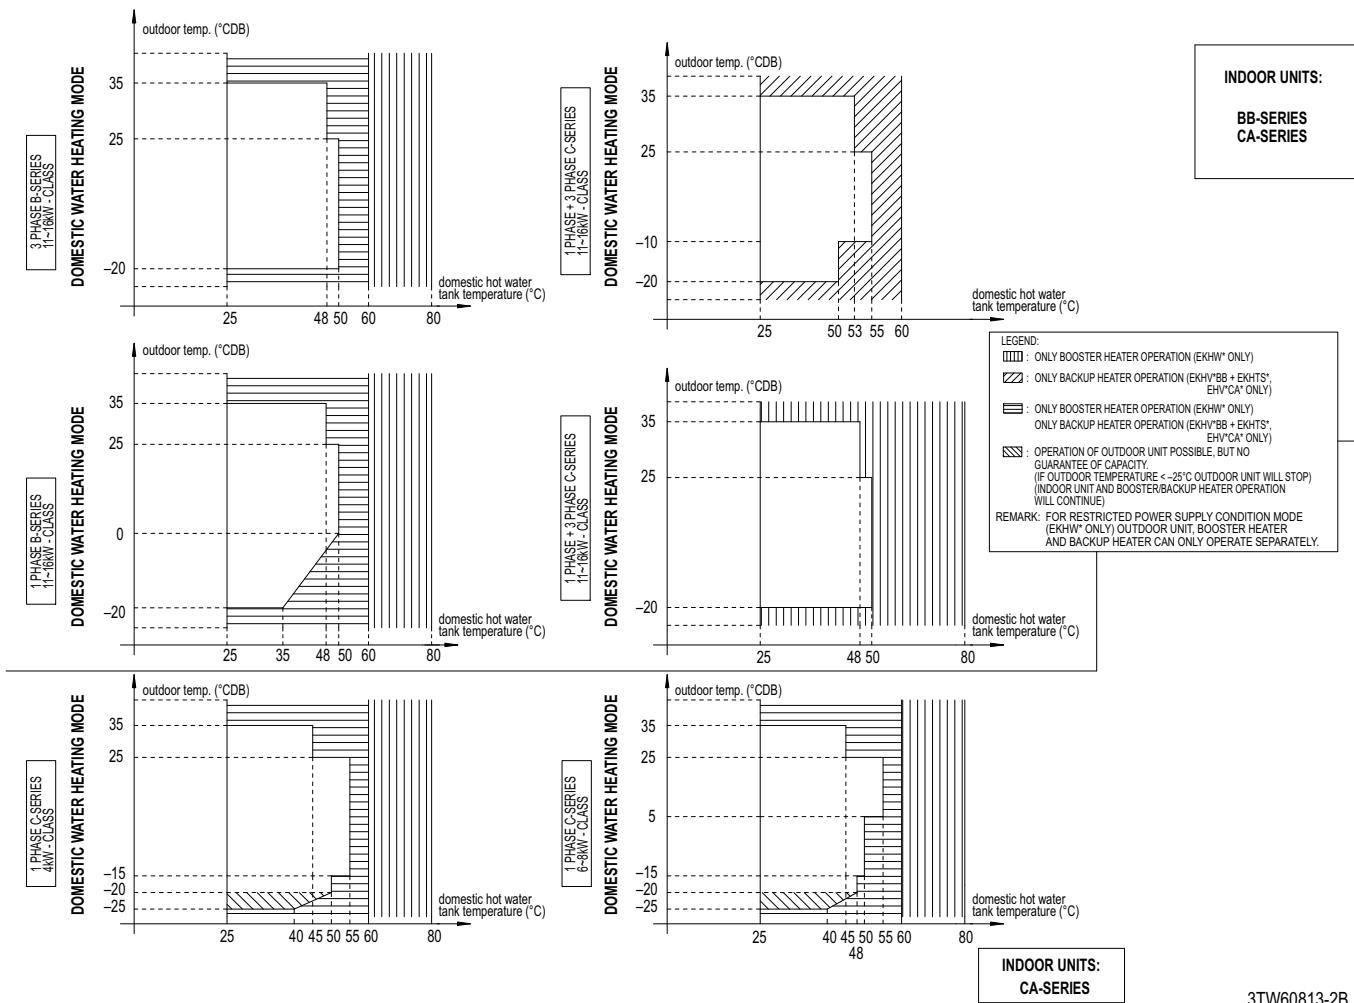 outdoor temp. (°CDB)
35
25
–20
25
48
50
60
80
domestic hot water
tank temperature (°C)
DOMESTIC WATER HEATING MODE
3 PHASE B-SERIES
11~16kW - CLASS
outdoor temp. (°CDB)
35
25
–10
–20
25
50
53
55
60
domestic hot water
tank temperature (°C)
DOMESTIC WATER HEATING MODE
1 PHASE + 3 PHASE C-SERIES
11~16kW - CLASS
INDOOR UNITS:
BB-SERIES
CA-SERIES
outdoor temp. (°CDB)
35
25
0
–20
25
35
48
50
60
80
domestic hot water
tank temperature (°C)
DOMESTIC WATER HEATING MODE
1 PHASE B-SERIES
11~16kW - CLASS
outdoor temp. (°CDB)
35
25
–20
25
48
50
80
domestic hot water
tank temperature (°C)
DOMESTIC WATER HEATING MODE
1 PHASE + 3 PHASE C-SERIES
11~16kW - CLASS
LEGEND:
: ONLY BOOSTER HEATER OPERATION (EKHW* ONLY)
: ONLY BACKUP HEATER OPERATION (EKHV*BB + EKHTS*,
EHV*CA* ONLY)
: ONLY BOOSTER HEATER OPERATION (EKHW* ONLY)
ONLY BACKUP HEATER OPERATION (EKHV*BB + EKHTS*,
EHV*CA* ONLY)
: OPERATION OF OUTDOOR UNIT POSSIBLE, BUT NO
GUARANTEE OF CAPACITY.
(IF OUTDOOR TEMPERATURE < –25°C OUTDOOR UNIT WILL STOP)
(INDOOR UNIT AND BOOSTER/BACKUP HEATER OPERATION
WILL CONTINUE)
REMARK: FOR RESTRICTED POWER SUPPLY CONDITION MODE
(EKHW* ONLY) OUTDOOR UNIT, BOOSTER HEATER
AND BACKUP HEATER CAN ONLY OPERATE SEPARATELY.
outdoor temp. (°CDB)
35
25
–15
–20
–25
25
40
45
50
55
60
80
domestic hot water
tank temperature (°C)
DOMESTIC WATER HEATING MODE
1 PHASE C-SERIES
4kW - CLASS
outdoor temp. (°CDB)
35
25
5
–15
–20
–25
25
40
45
50
55
60
80
48
domestic hot water
tank temperature (°C)
DOMESTIC WATER HEATING MODE
1 PHASE C-SERIES
6~8kW - CLASS
INDOOR UNITS:
CA-SERIES
3TW60813-2B